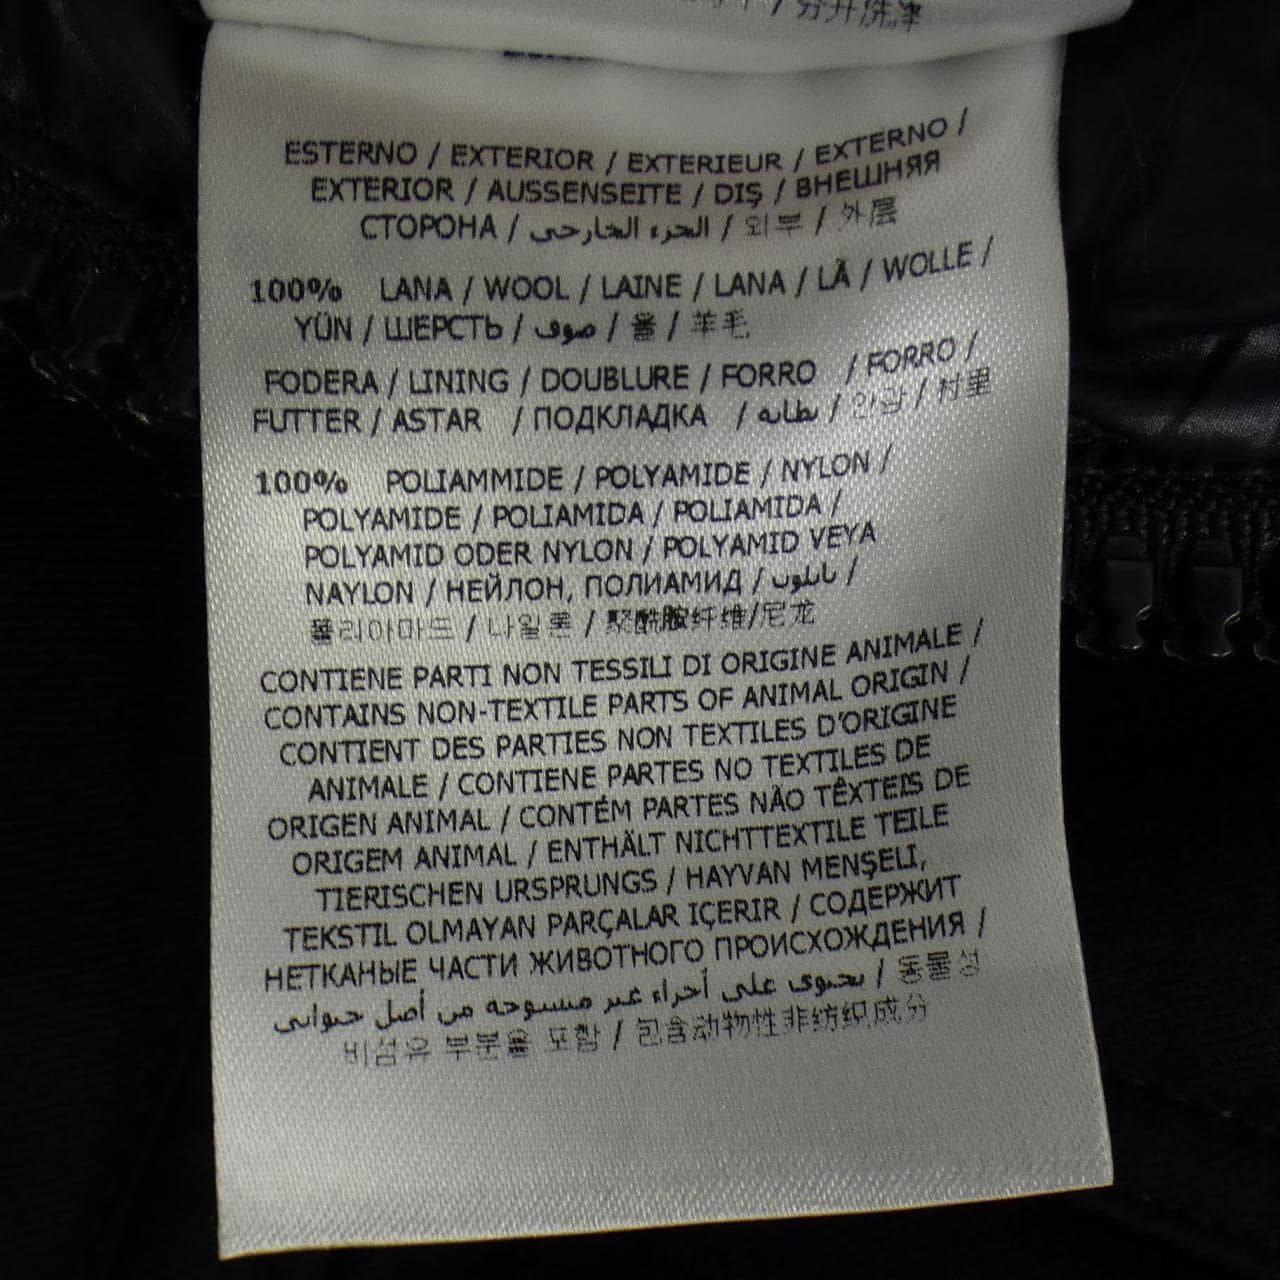 分开洗净
ESTERNO / EXTERIOR / EXTERIEUR / EXTERNO /
EXTERIOR / AUSSENSEITE / DIŞ / ВНЕШНЯЯ
СТОРОНА / الجزء الخارجي / 외부 / 外层
100% LANA / WOOL / LAINE / LANA / LÃ / WOLLE /
YÜN / ШЕРСТЬ / صوف / 울 / 羊毛
FODERA / LINING / DOUBLURE / FORRO / FORRO /
FUTTER / ASTAR / ПОДКЛАДКА / بطانة / 안감 / 村里
100% POLIAMMIDE / POLYAMIDE / NYLON /
POLYAMIDE / POLIAMIDA / POLIAMIDA /
POLYAMID ODER NYLON / POLYAMID VEYA
NAYLON / НЕЙЛОН, ПОЛИАМИД / نايلون /
폴리아마드 / 나일론 / 聚酰胺纤维/尼龙
CONTIENE PARTI NON TESSILI DI ORIGINE ANIMALE /
CONTAINS NON-TEXTILE PARTS OF ANIMAL ORIGIN /
CONTIENT DES PARTIES NON TEXTILES D'ORIGINE
ANIMALE / CONTIENE PARTES NO TEXTILES DE
ORIGEN ANIMAL / CONTÉM PARTES NÃO TÊXTEIS DE
ORIGEM ANIMAL / ENTHÄLT NICHTTEXTILE TEILE
TIERISCHEN URSPRUNGS / HAYVAN MENŞELI,
TEKSTIL OLMAYAN PARÇALAR IÇERIR / СОДЕРЖИТ
НЕТКАНЫЕ ЧАСТИ ЖИВОТНОГО ПРОИСХОЖДЕНИЯ /
يحتوى على أجزاء غير منسوجة من أصل حيواني / 동물성
비섬유 부분을 포함 / 包含动物性非纺织成分